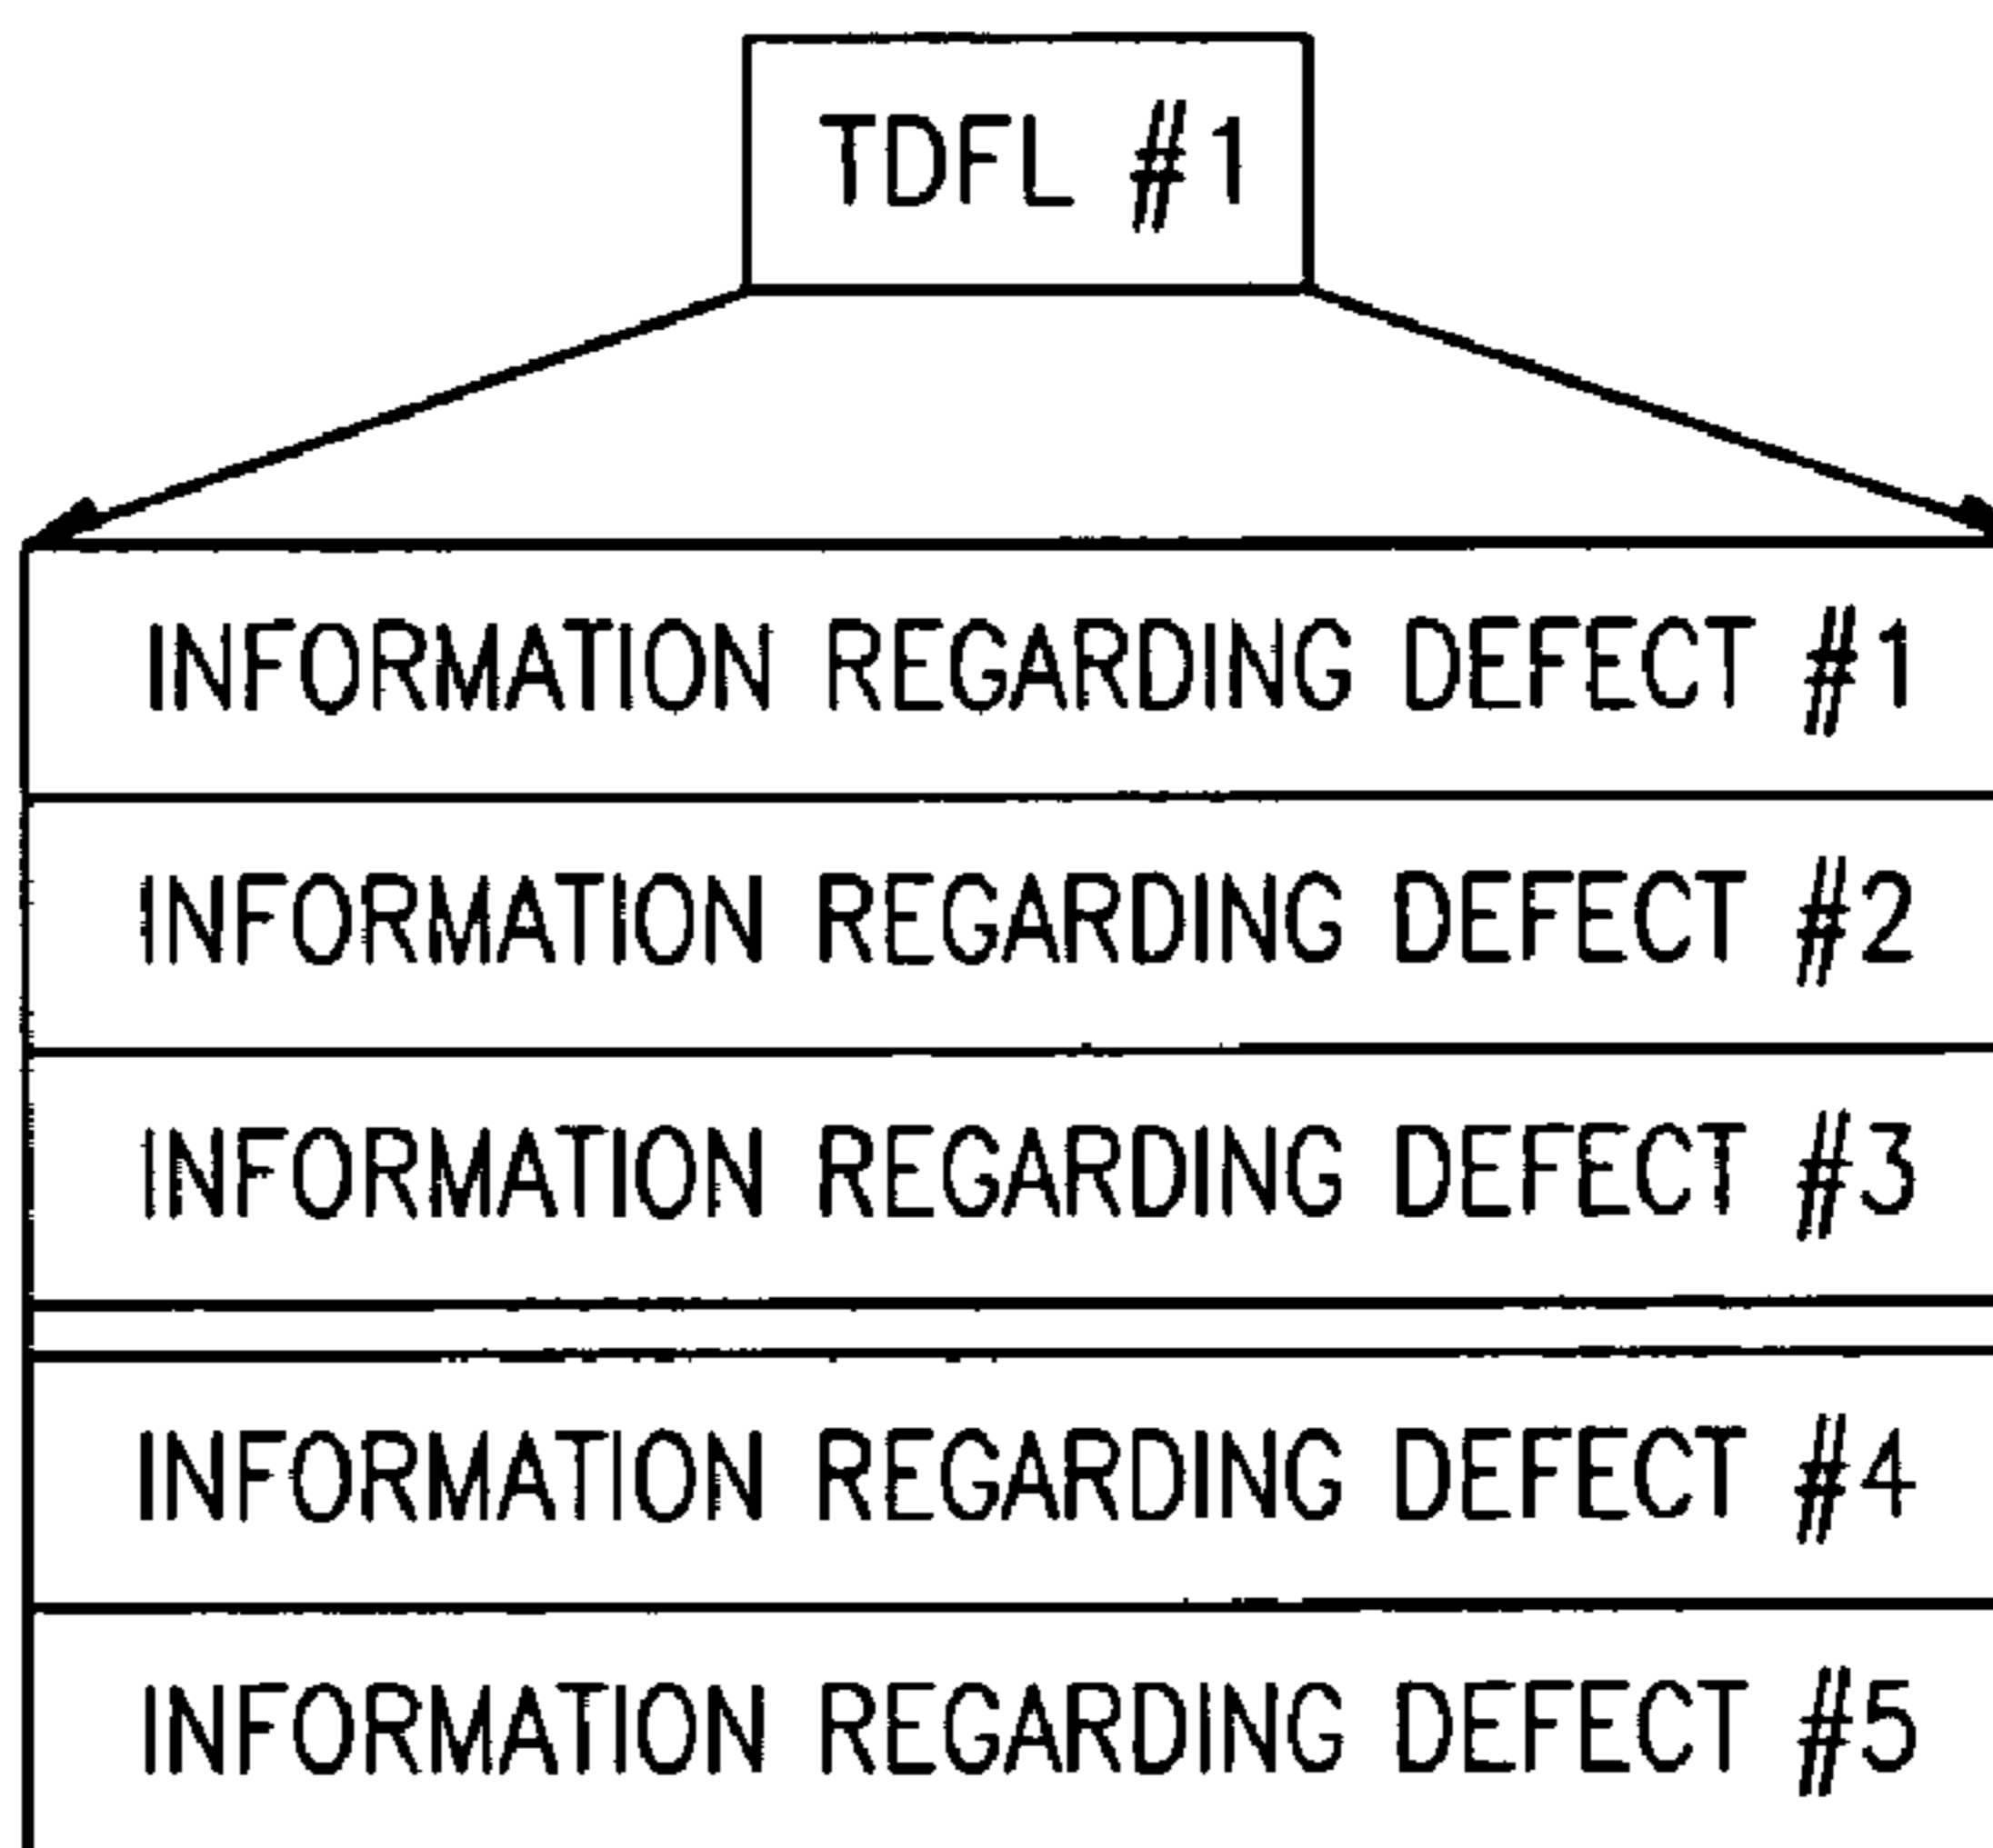 TDFL #1
INFORMATION REGARDING DEFECT #1
INFORMATION REGARDING DEFECT #2
INFORMATION REGARDING DEFECT #3
INFORMATION REGARDING DEFECT #4
INFORMATION REGARDING DEFECT #5